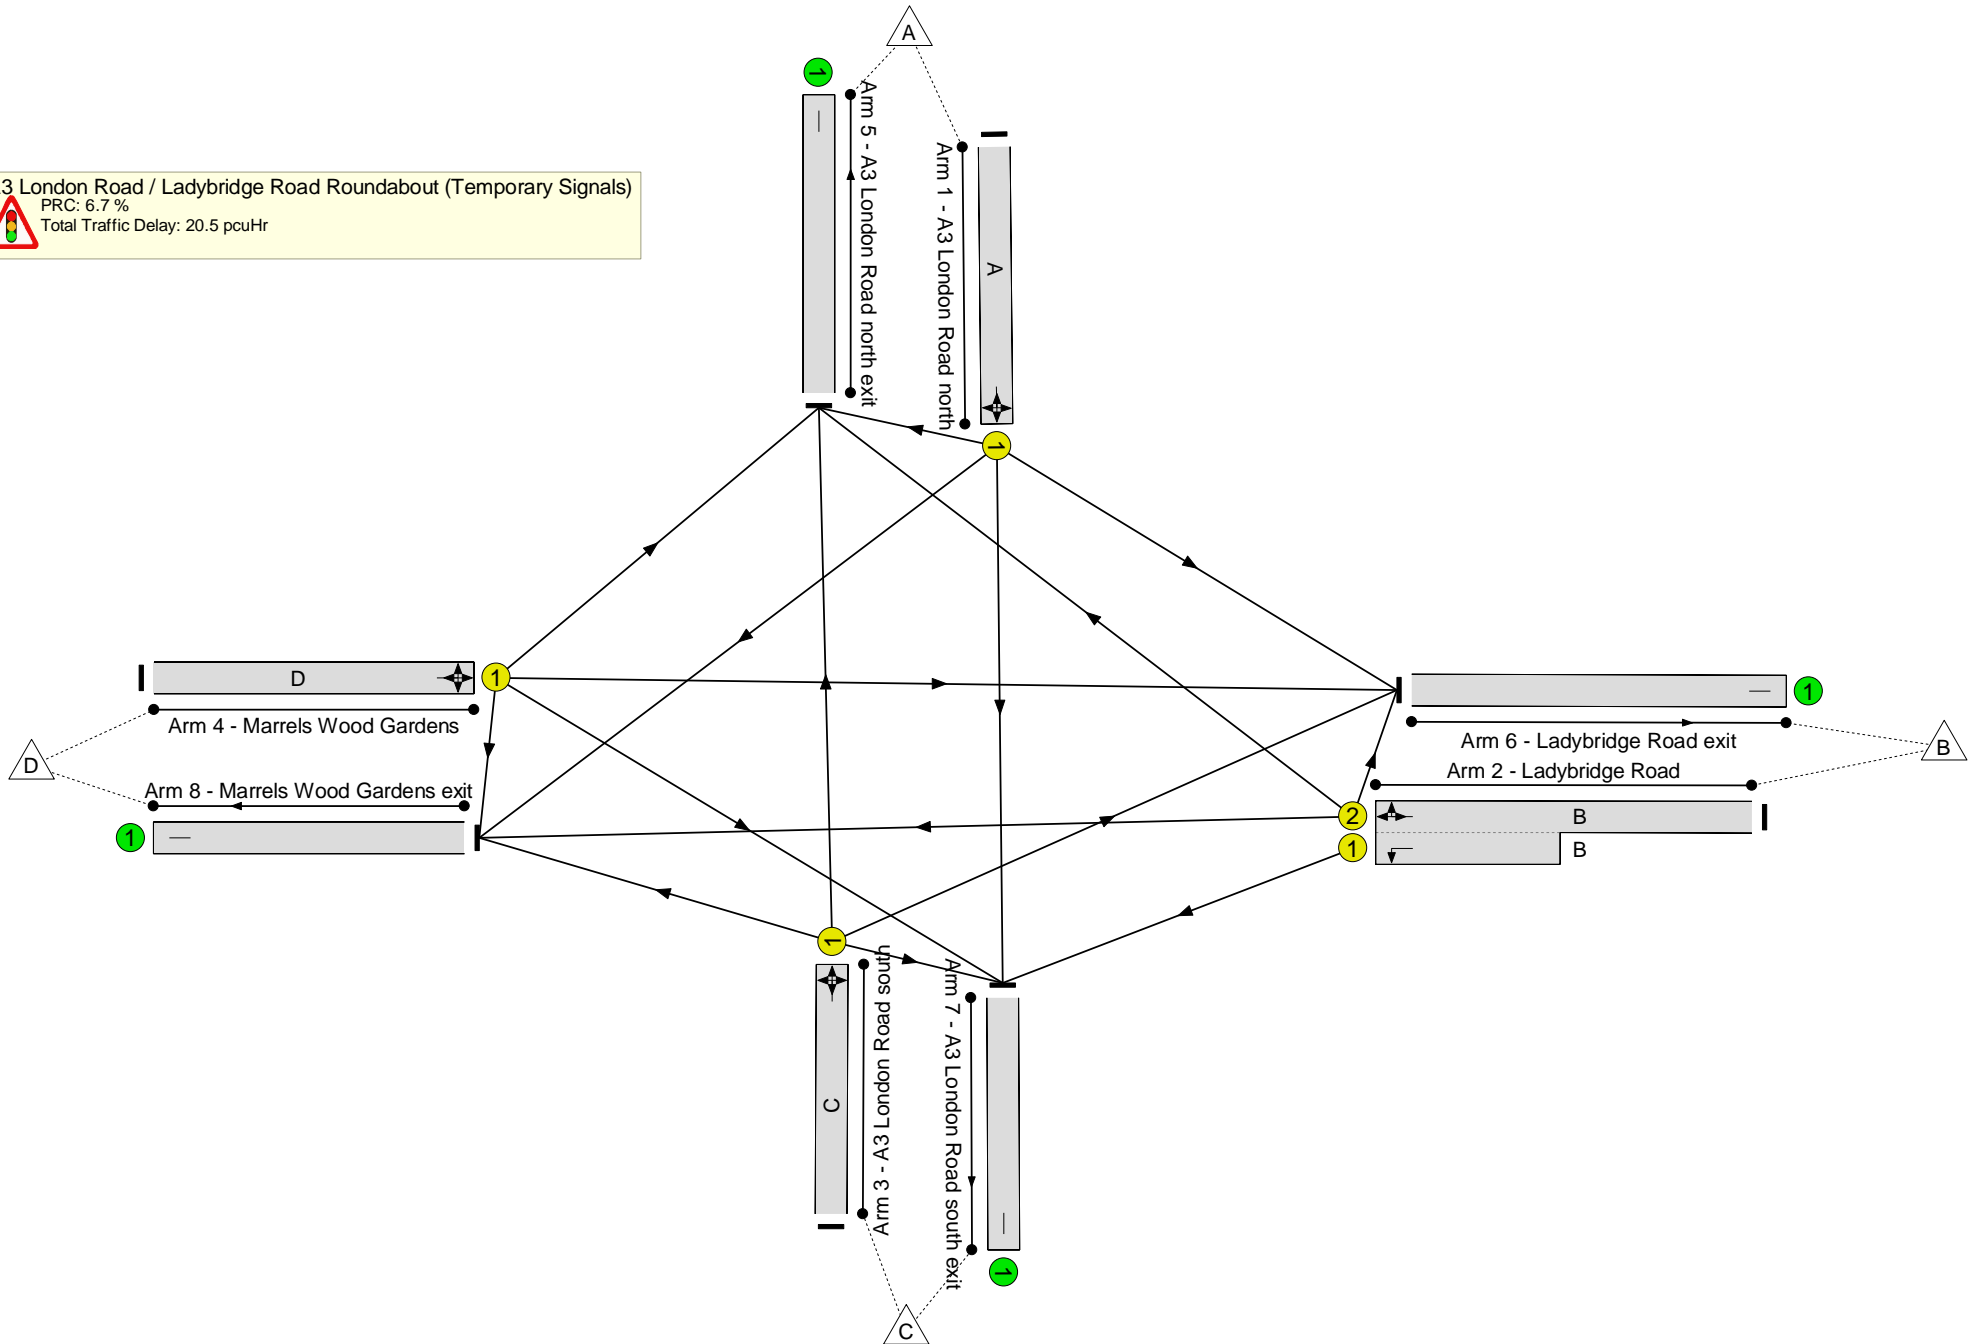 A
1
Arm 5 - A3 London Road north exit
Arm 1 - A3 London Road north
A
1
3 London Road / Ladybridge Road Roundabout (Temporary Signals)
PRC: 6.7 %
Total Traffic Delay: 20.5 pcuHr
D
1
Arm 4 - Marrels Wood Gardens
D
Arm 8 - Marrels Wood Gardens exit
1
1
Arm 6 - Ladybridge Road exit
B
Arm 2 - Ladybridge Road
2
B
1
B
1
C
Arm 3 - A3 London Road south
Arm 7 - A3 London Road south exit
1
C